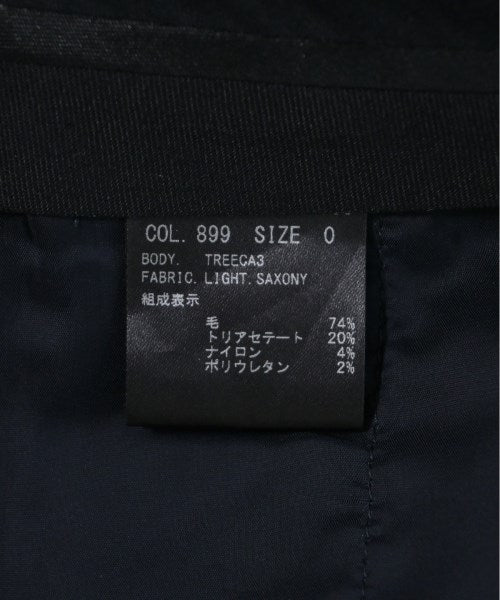 COL. 899 SIZE 0
BODY. TREECA3
FABRIC. LIGHT. SAXONY
組成表示
毛 74%
トリアセテート 20%
ナイロン 4%
ポリウレタン 2%